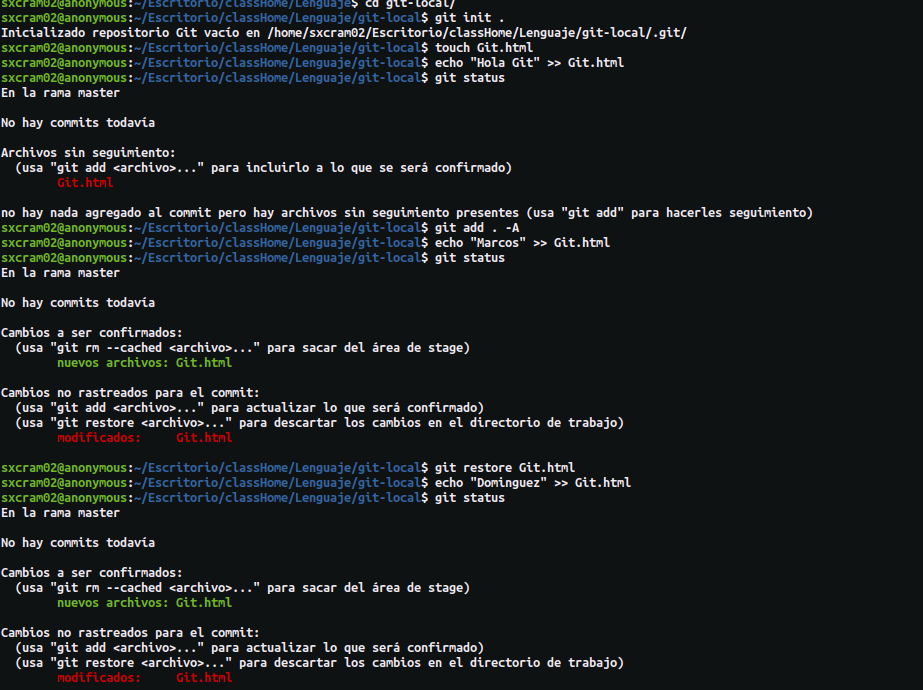 sxcram02@anonymous:~/Escritorio/classHome/Lenguaje$ cd git-local/
sxcram02@anonymous:~/Escritorio/classHome/Lenguaje/git-local$ git init .
Inicializado repositorio Git vacío en /home/sxcram02/Escritorio/classHome/Lenguaje/git-local/.git/
sxcram02@anonymous:~/Escritorio/classHome/Lenguaje/git-local$ touch Git.html
sxcram02@anonymous:~/Escritorio/classHome/Lenguaje/git-local$ echo "Hola Git" >> Git.html
sxcram02@anonymous:~/Escritorio/classHome/Lenguaje/git-local$ git status
En la rama master

No hay commits todavía

Archivos sin seguimiento:
  (usa "git add <archivo>..." para incluirlo a lo que se será confirmado)
        Git.html

no hay nada agregado al commit pero hay archivos sin seguimiento presentes (usa "git add" para hacerles seguimiento)
sxcram02@anonymous:~/Escritorio/classHome/Lenguaje/git-local$ git add . -A
sxcram02@anonymous:~/Escritorio/classHome/Lenguaje/git-local$ echo "Marcos" >> Git.html
sxcram02@anonymous:~/Escritorio/classHome/Lenguaje/git-local$ git status
En la rama master

No hay commits todavía

Cambios a ser confirmados:
  (usa "git rm --cached <archivo>..." para sacar del área de stage)
        nuevos archivos: Git.html

Cambios no rastreados para el commit:
  (usa "git add <archivo>..." para actualizar lo que será confirmado)
  (usa "git restore <archivo>..." para descartar los cambios en el directorio de trabajo)
        modificados:     Git.html

sxcram02@anonymous:~/Escritorio/classHome/Lenguaje/git-local$ git restore Git.html
sxcram02@anonymous:~/Escritorio/classHome/Lenguaje/git-local$ echo "Dominguez" >> Git.html
sxcram02@anonymous:~/Escritorio/classHome/Lenguaje/git-local$ git status
En la rama master

No hay commits todavía

Cambios a ser confirmados:
  (usa "git rm --cached <archivo>..." para sacar del área de stage)
        nuevos archivos: Git.html

Cambios no rastreados para el commit:
  (usa "git add <archivo>..." para actualizar lo que será confirmado)
  (usa "git restore <archivo>..." para descartar los cambios en el directorio de trabajo)
        modificados:     Git.html